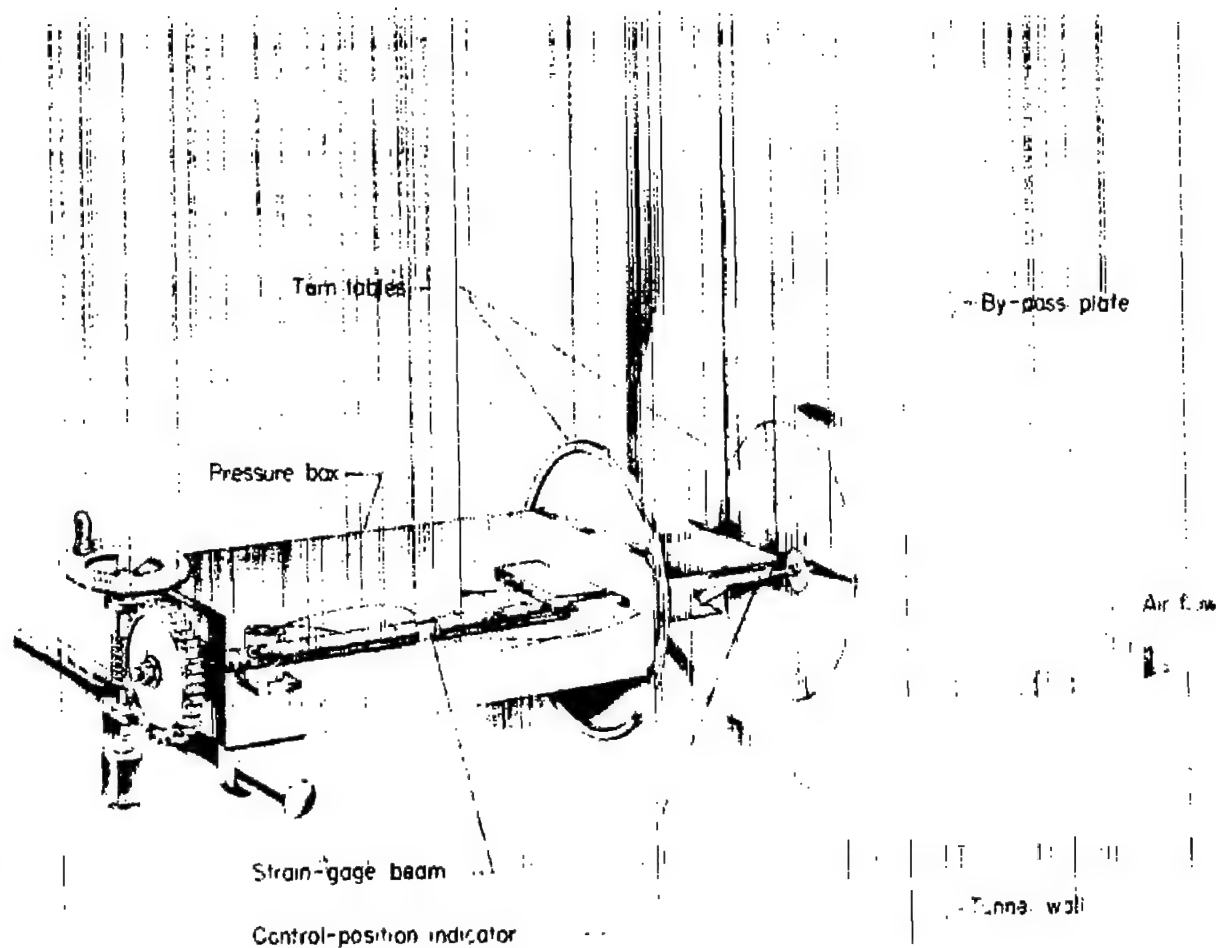 Turn tables
By-pass plate
Pressure box
Air flow
Strain-gage beam
Tunnel wall
Control-position indicator